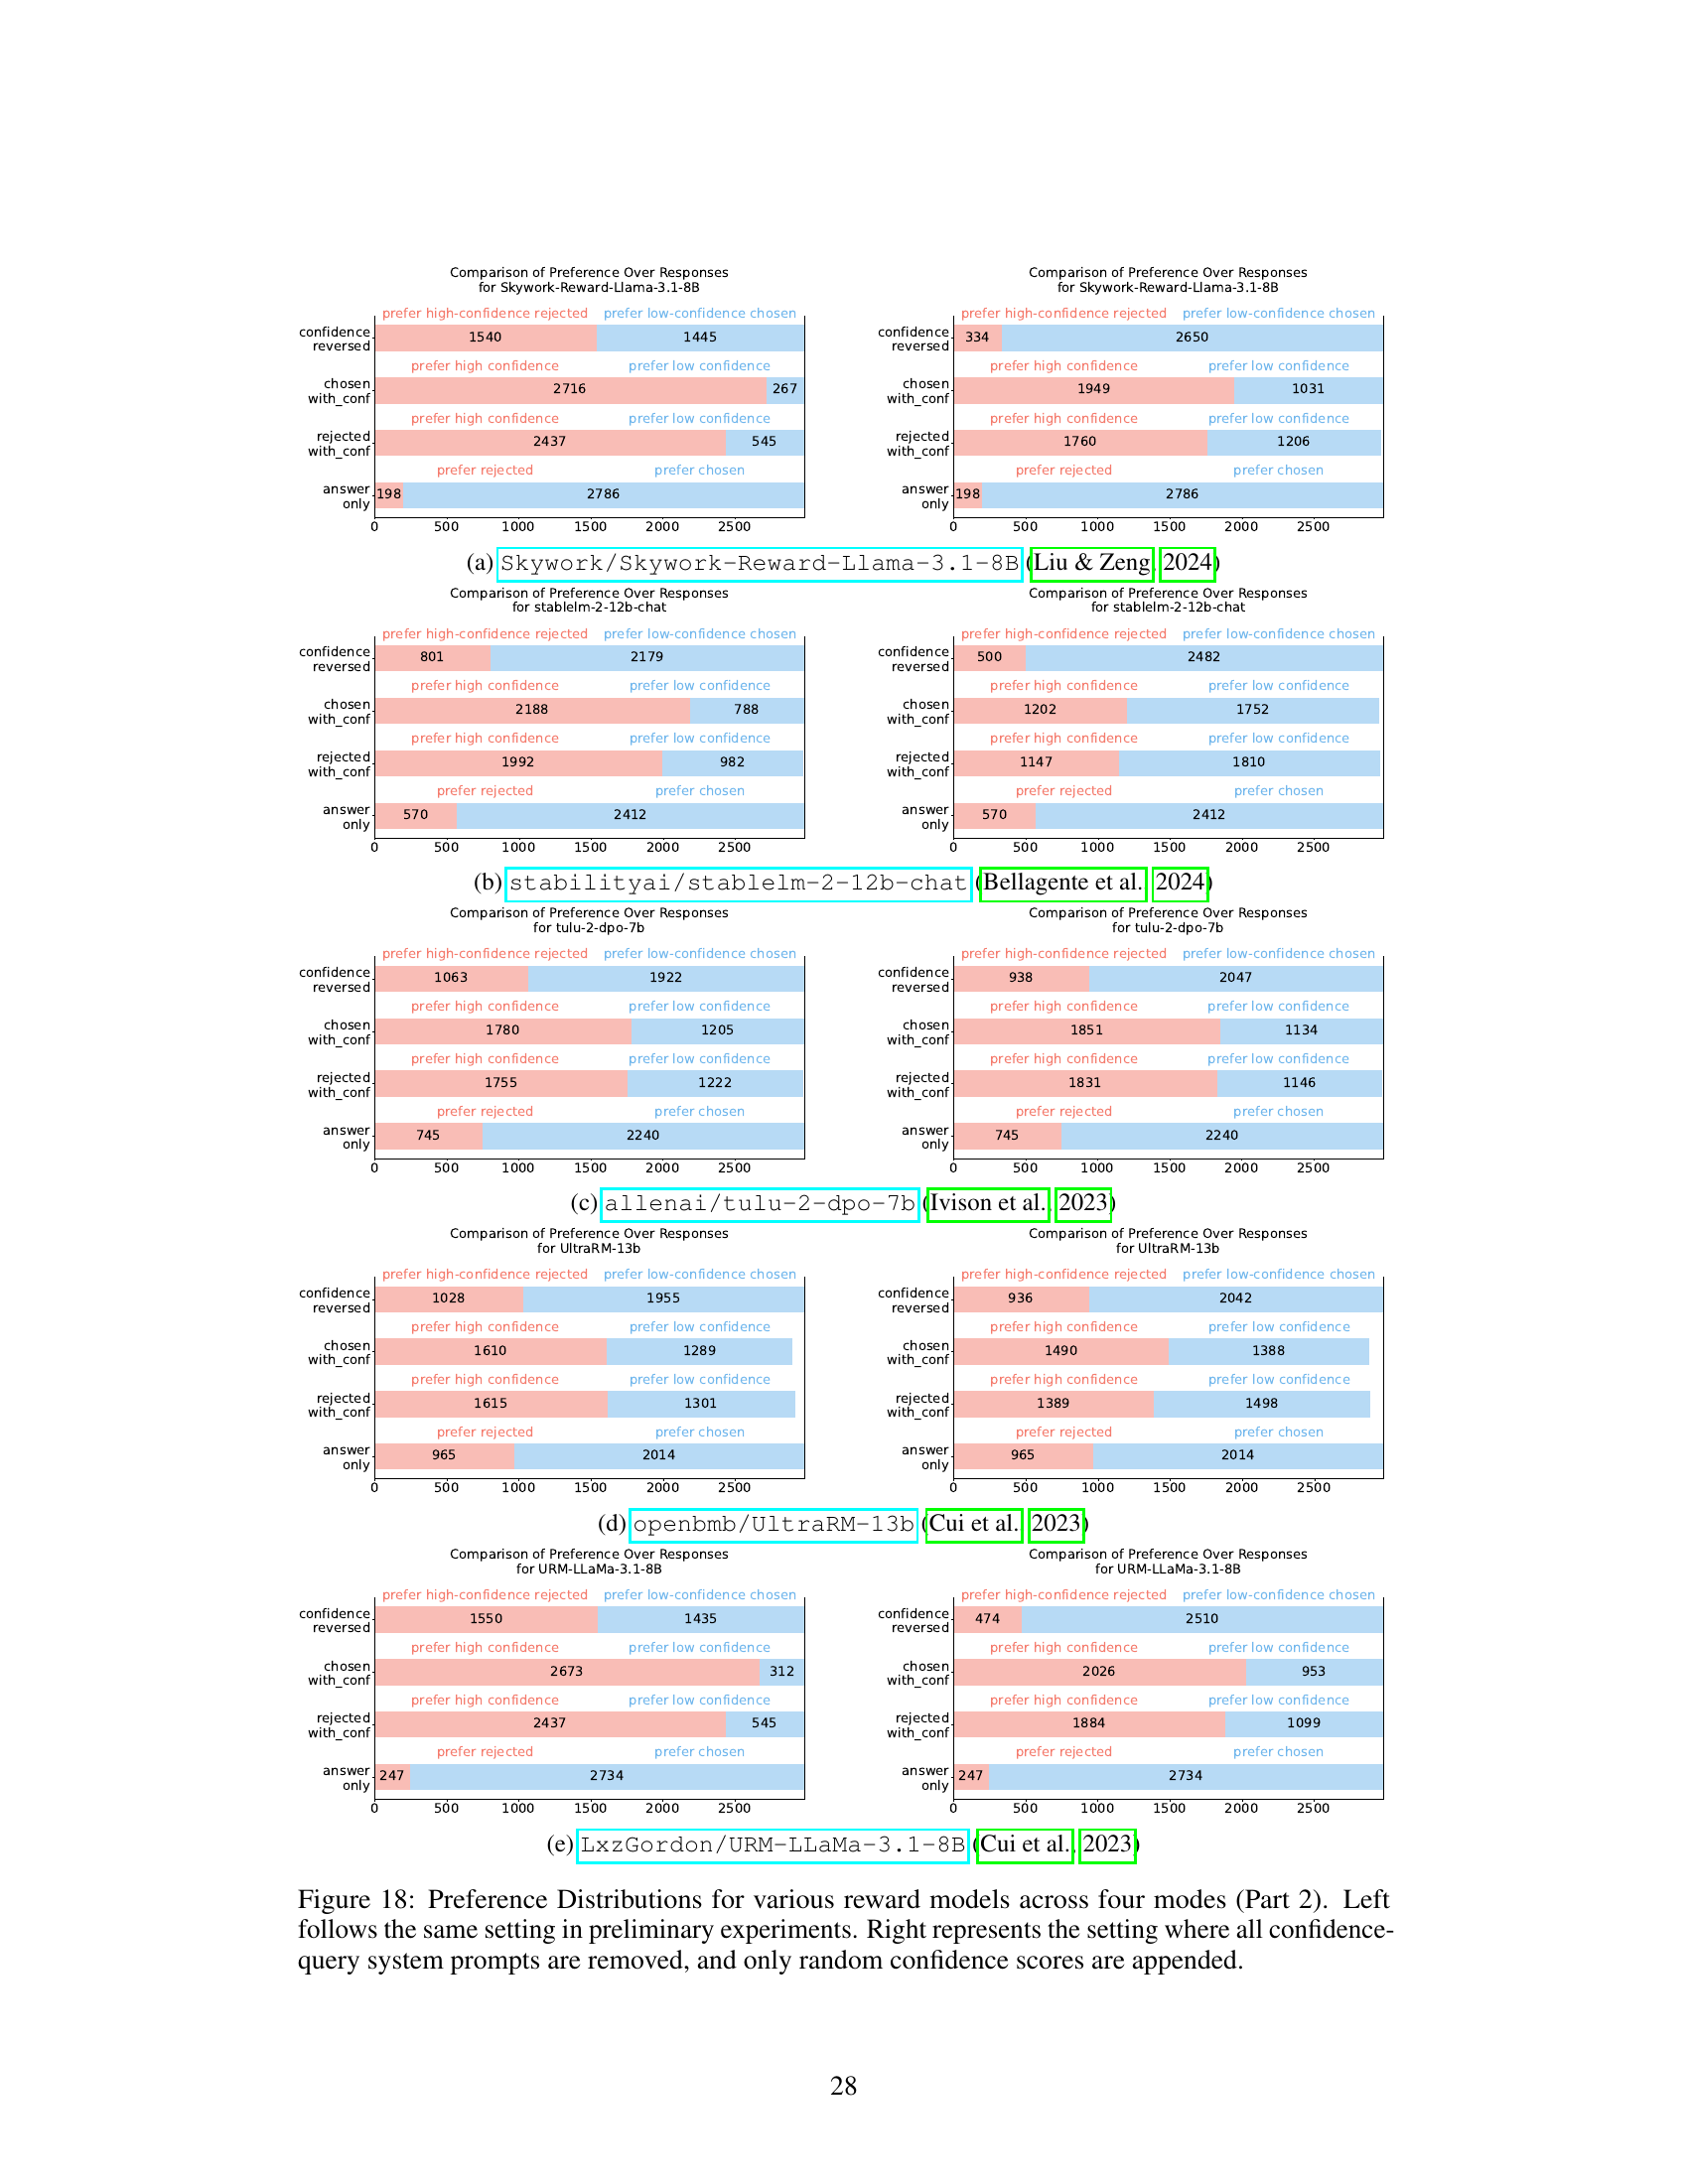 Comparison of Preference Over Responses
for Skywork-Reward-Llama-3.1-8B
prefer high-confidence rejected prefer low-confidence chosen
confidence
reversed
1540 1445
prefer high confidence prefer low confidence
chosen
with_conf
2716 267
prefer high confidence prefer low confidence
rejected
with_conf
2437 545
prefer rejected prefer chosen
answer
only
198 2786
0 500 1000 1500 2000 2500
Comparison of Preference Over Responses
for Skywork-Reward-Llama-3.1-8B
prefer high-confidence rejected prefer low-confidence chosen
confidence
reversed
334 2650
prefer high confidence prefer low confidence
chosen
with_conf
1949 1031
prefer high confidence prefer low confidence
rejected
with_conf
1760 1206
prefer rejected prefer chosen
answer
only
198 2786
0 500 1000 1500 2000 2500
(a) Skywork/Skywork-Reward-Llama-3.1-8B (Liu & Zeng, 2024)
Comparison of Preference Over Responses
for stablelm-2-12b-chat
prefer high-confidence rejected prefer low-confidence chosen
confidence
reversed
801 2179
prefer high confidence prefer low confidence
chosen
with_conf
2188 788
prefer high confidence prefer low confidence
rejected
with_conf
1992 982
prefer rejected prefer chosen
answer
only
570 2412
0 500 1000 1500 2000 2500
Comparison of Preference Over Responses
for stablelm-2-12b-chat
prefer high-confidence rejected prefer low-confidence chosen
confidence
reversed
500 2482
prefer high confidence prefer low confidence
chosen
with_conf
1202 1752
prefer high confidence prefer low confidence
rejected
with_conf
1147 1810
prefer rejected prefer chosen
answer
only
570 2412
0 500 1000 1500 2000 2500
(b) stabilityai/stablelm-2-12b-chat (Bellagente et al., 2024)
Comparison of Preference Over Responses
for tulu-2-dpo-7b
prefer high-confidence rejected prefer low-confidence chosen
confidence
reversed
1063 1922
prefer high confidence prefer low confidence
chosen
with_conf
1780 1205
prefer high confidence prefer low confidence
rejected
with_conf
1755 1222
prefer rejected prefer chosen
answer
only
745 2240
0 500 1000 1500 2000 2500
Comparison of Preference Over Responses
for tulu-2-dpo-7b
prefer high-confidence rejected prefer low-confidence chosen
confidence
reversed
938 2047
prefer high confidence prefer low confidence
chosen
with_conf
1851 1134
prefer high confidence prefer low confidence
rejected
with_conf
1831 1146
prefer rejected prefer chosen
answer
only
745 2240
0 500 1000 1500 2000 2500
(c) allenai/tulu-2-dpo-7b (Ivison et al., 2023)
Comparison of Preference Over Responses
for UltraRM-13b
prefer high-confidence rejected prefer low-confidence chosen
confidence
reversed
1028 1955
prefer high confidence prefer low confidence
chosen
with_conf
1610 1289
prefer high confidence prefer low confidence
rejected
with_conf
1615 1301
prefer rejected prefer chosen
answer
only
965 2014
0 500 1000 1500 2000 2500
Comparison of Preference Over Responses
for UltraRM-13b
prefer high-confidence rejected prefer low-confidence chosen
confidence
reversed
936 2042
prefer high confidence prefer low confidence
chosen
with_conf
1490 1388
prefer high confidence prefer low confidence
rejected
with_conf
1389 1498
prefer rejected prefer chosen
answer
only
965 2014
0 500 1000 1500 2000 2500
(d) openbmb/UltraRM-13b (Cui et al., 2023)
Comparison of Preference Over Responses
for URM-LLaMa-3.1-8B
prefer high-confidence rejected prefer low-confidence chosen
confidence
reversed
1550 1435
prefer high confidence prefer low confidence
chosen
with_conf
2673 312
prefer high confidence prefer low confidence
rejected
with_conf
2437 545
prefer rejected prefer chosen
answer
only
247 2734
0 500 1000 1500 2000 2500
Comparison of Preference Over Responses
for URM-LLaMa-3.1-8B
prefer high-confidence rejected prefer low-confidence chosen
confidence
reversed
474 2510
prefer high confidence prefer low confidence
chosen
with_conf
2026 953
prefer high confidence prefer low confidence
rejected
with_conf
1884 1099
prefer rejected prefer chosen
answer
only
247 2734
0 500 1000 1500 2000 2500
(e) LxzGordon/URM-LLaMa-3.1-8B (Cui et al., 2023)
Figure 18: Preference Distributions for various reward models across four modes (Part 2). Left
follows the same setting in preliminary experiments. Right represents the setting where all confidence-
query system prompts are removed, and only random confidence scores are appended.
28